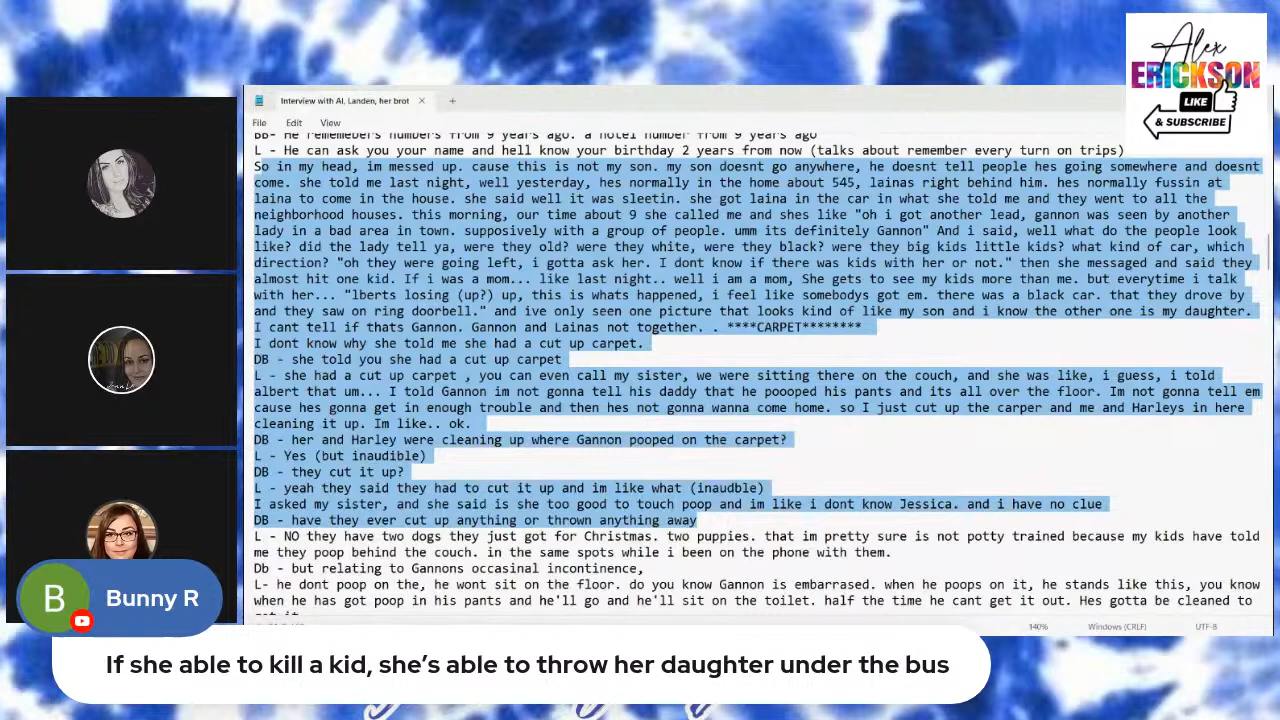 Alex
ERICKSON
LIKE
& SUBSCRIBE
Interview with Al, Landen, her brot
File Edit View
BB- He rememebers numbers from 9 years ago. a hotel number from 9 years ago
L - He can ask you your name and hell know your birthday 2 years from now (talks about remember every turn on trips)
So in my head, im messed up. cause this is not my son. my son doesnt go anywhere, he doesnt tell people hes going somewhere and doesnt
come. she told me last night, well yesterday, hes normally in the home about 545, lainas right behind him. hes normally fussin at
laina to come in the house. she said well it was sleetin. she got laina in the car in what she told me and they went to all the
neighborhood houses. this morning, our time about 9 she called me and shes like "oh i got another lead, gannon was seen by another
lady in a bad area in town. supposively with a group of people. umm its definitely Gannon" And i said, well what do the people look
like? did the lady tell ya, were they old? were they white, were they black? were they big kids little kids? what kind of car, which
direction? "oh they were going left, i gotta ask her. I dont know if there was kids with her or not." then she messaged and said they
almost hit one kid. If i was a mom... like last night.. well i am a mom, She gets to see my kids more than me. but everytime i talk
with her... "lberts losing (up?) up, this is whats happened, i feel like somebodys got em. there was a black car. that they drove by
and they saw on ring doorbell." and ive only seen one picture that looks kind of like my son and i know the other one is my daughter.
I cant tell if thats Gannon. Gannon and Lainas not together. . ****CARPET********
I dont know why she told me she had a cut up carpet.
DB - she told you she had a cut up carpet
L - she had a cut up carpet , you can even call my sister, we were sitting there on the couch, and she was like, i guess, i told
albert that um... I told Gannon im not gonna tell his daddy that he poooped his pants and its all over the floor. Im not gonna tell em
cause hes gonna get in enough trouble and then hes not gonna wanna come home. so I just cut up the carper and me and Harleys in here
cleaning it up. Im like.. ok.
DB - her and Harley were cleaning up where Gannon pooped on the carpet?
L - Yes (but inaudible)
DB - they cut it up?
L - yeah they said they had to cut it up and im like what (inaudble)
I asked my sister, and she said is she too good to touch poop and im like i dont know Jessica. and i have no clue
DB - have they ever cut up anything or thrown anything away
L - NO they have two dogs they just got for Christmas. two puppies. that im pretty sure is not potty trained because my kids have told
me they poop behind the couch. in the same spots while i been on the phone with them.
Db - but relating to Gannons occasinal incontinence,
L- he dont poop on the, he wont sit on the floor. do you know Gannon is embarrased. when he poops on it, he stands like this, you know
when he has got poop in his pants and he'll go and he'll sit on the toilet. half the time he cant get it out. Hes gotta be cleaned to
140% Windows (CRLF) UTF-8
B
Bunny R
If she able to kill a kid, she’s able to throw her daughter under the bus